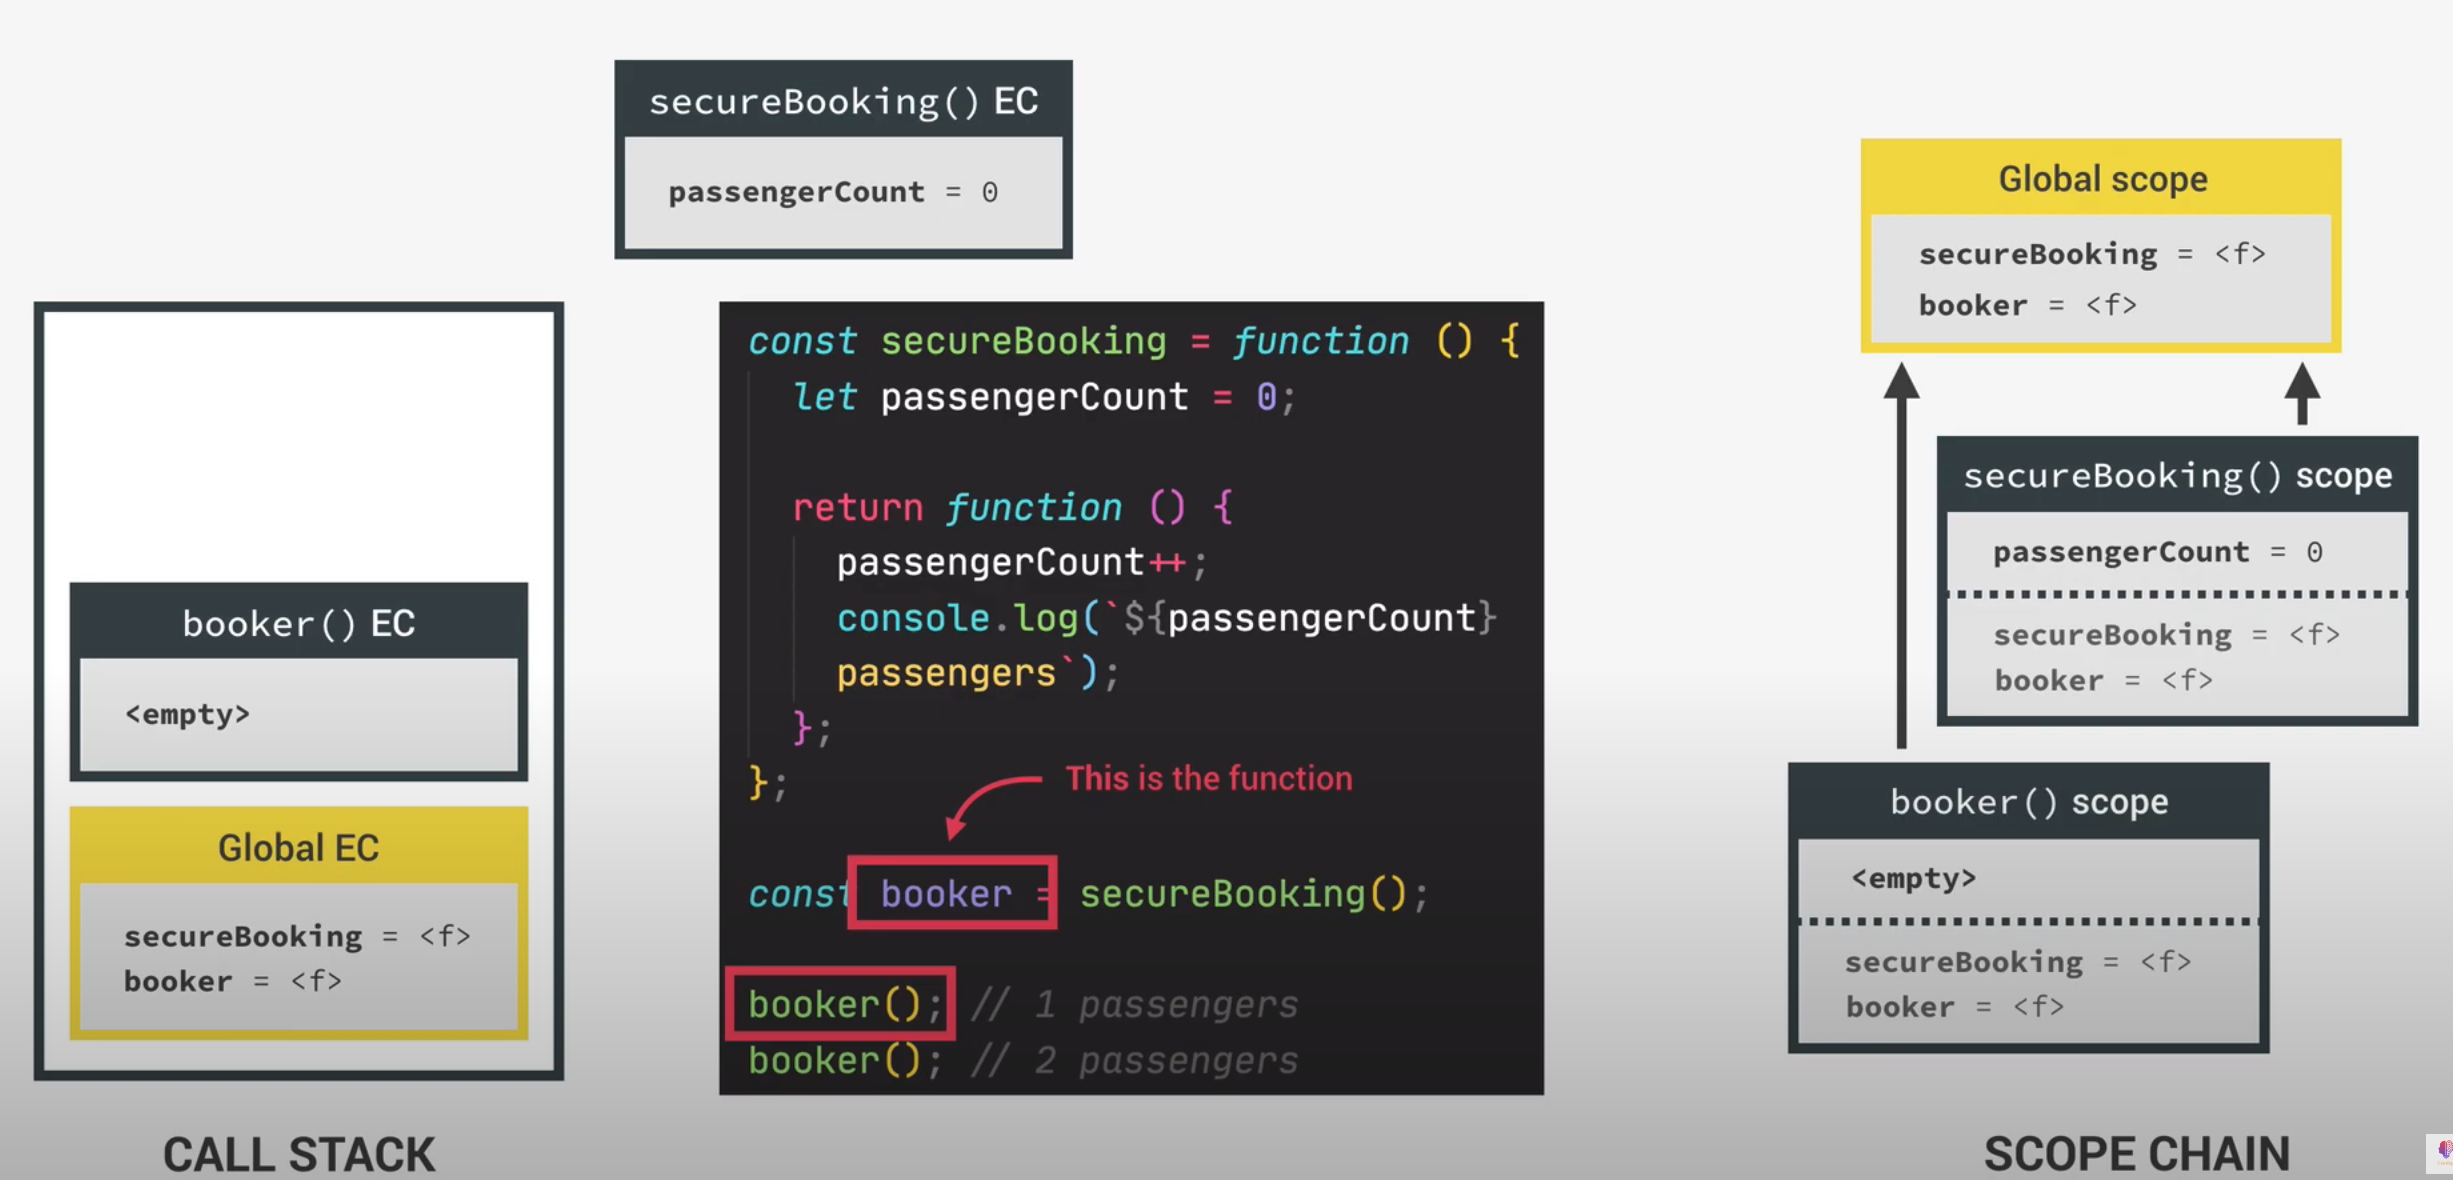 secureBooking() EC
passengerCount = 0
booker() EC
<empty>
Global EC
secureBooking = <f>
booker = <f>
CALL STACK
const secureBooking = function () {
let passengerCount = 0;
return function () {
passengerCount++;
console.log(`${passengerCount}
passengers`);
};
};
This is the function
const booker = secureBooking();
booker(); // 1 passengers
booker(); // 2 passengers
Global scope
secureBooking = <f>
booker = <f>
secureBooking() scope
passengerCount = 0
secureBooking = <f>
booker = <f>
booker() scope
<empty>
secureBooking = <f>
booker = <f>
SCOPE CHAIN